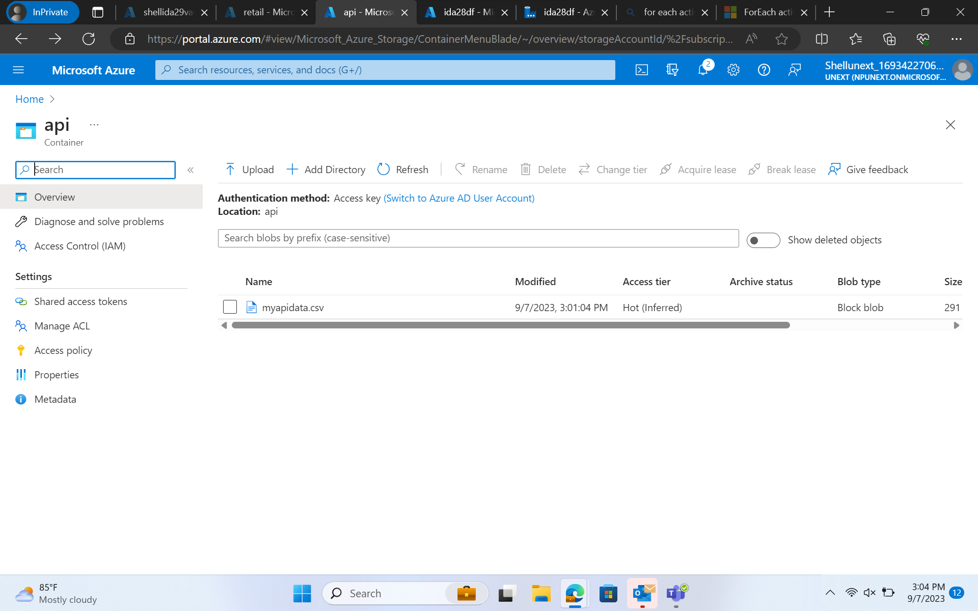 InPrivate
shellida29va
retail - Micro
api - Micros
ida28df - Mi
ida28df - Az
for each acti
ForEach acti
https://portal.azure.com/#view/Microsoft_Azure_Storage/ContainerMenuBlade/~/overview/storageAccountId/%2Fsubscrip...
Microsoft Azure
Search resources, services, and docs (G+/)
2
Shellunext_1693422706...
UNEXT (NPUNEXT.ONMICROSOF...
Home
api
...
Container
Search
Overview
Diagnose and solve problems
Access Control (IAM)
Settings
Shared access tokens
Manage ACL
Access policy
Properties
Metadata
Upload
Add Directory
Refresh
Rename
Delete
Change tier
Acquire lease
Break lease
Give feedback
Authentication method: Access key (Switch to Azure AD User Account)
Location: api
Search blobs by prefix (case-sensitive)
Show deleted objects
Name Modified Access tier Archive status Blob type Size
myapidata.csv 9/7/2023, 3:01:04 PM Hot (Inferred) Block blob 291
85°F
Mostly cloudy
Search
3:04 PM
9/7/2023
12